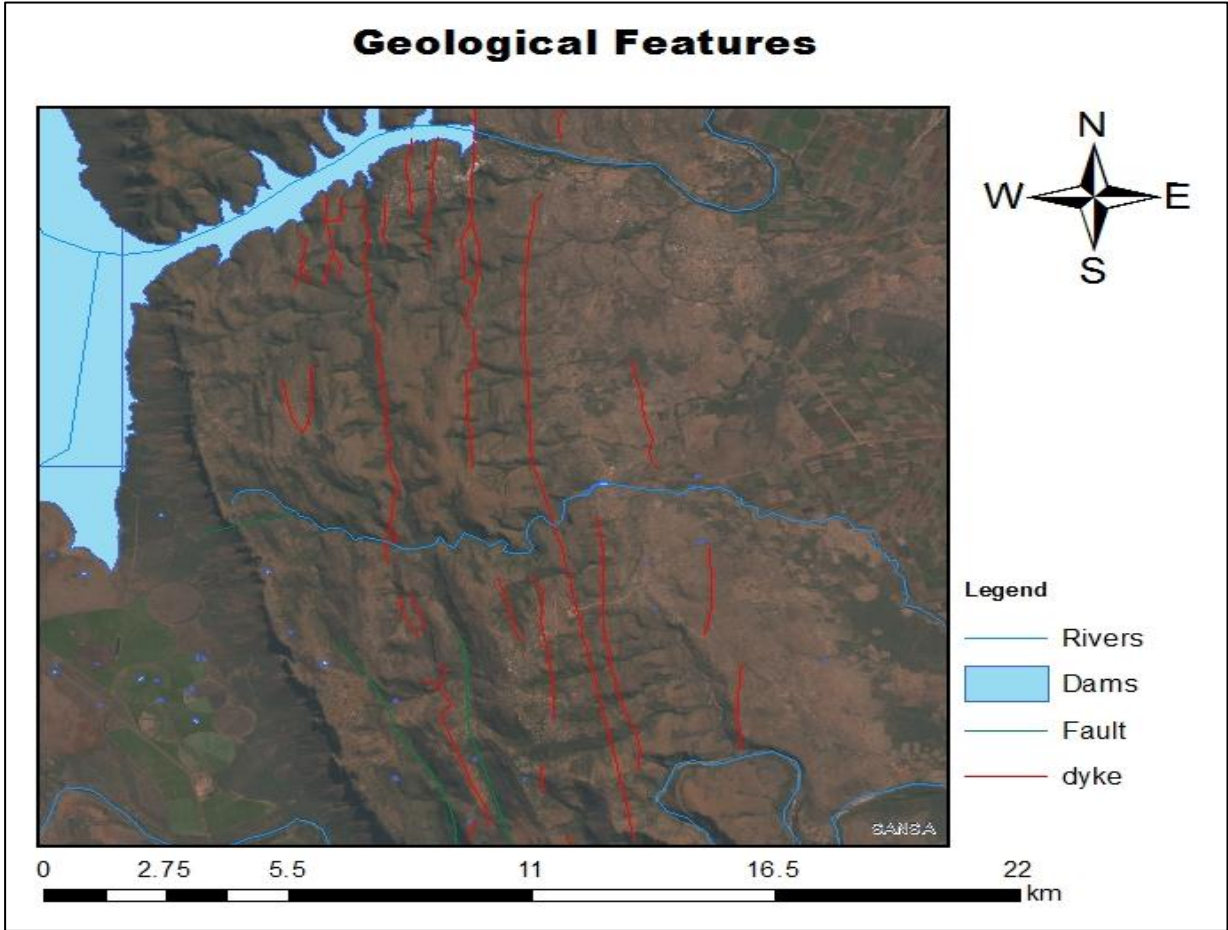 Geological Features
N
W E
S
Legend
Rivers
Dams
Fault
dyke
SANSA
0 2.75 5.5 11 16.5 22
km